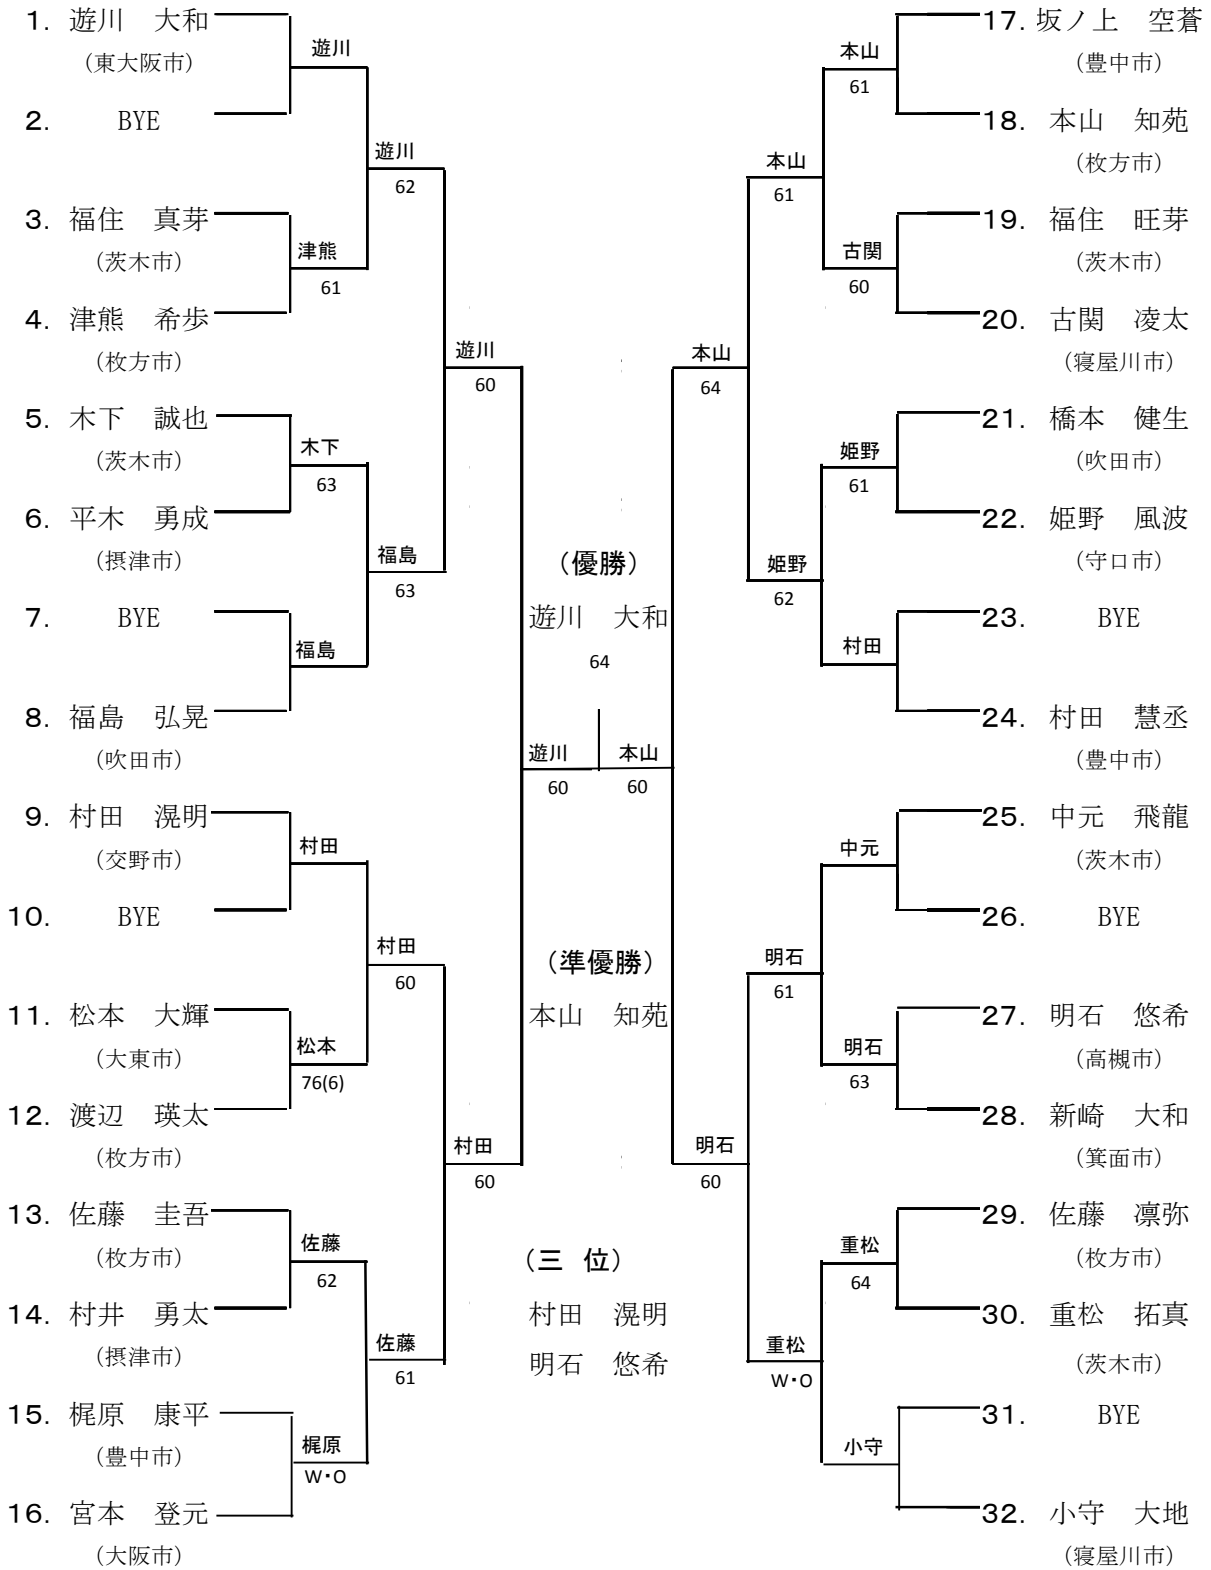 1. 遊川　大和
(東大阪市)
2. BYE
3. 福住　真芽
(茨木市)
4. 津熊　希歩
(枚方市)
5. 木下　誠也
(茨木市)
6. 平木　勇成
(摂津市)
7. BYE
8. 福島　弘晃
(吹田市)
9. 村田　滉明
(交野市)
10. BYE
11. 松本　大輝
(大東市)
12. 渡辺　瑛太
(枚方市)
13. 佐藤　圭吾
(枚方市)
14. 村井　勇太
(摂津市)
15. 梶原　康平
(豊中市)
16. 宮本　登元
(大阪市)
遊川
津熊
61
木下
63
福島
村田
松本
76(6)
佐藤
62
梶原
W・O
遊川
62
福島
63
村田
60
佐藤
61
遊川
60
村田
60
(優勝)
遊川　大和
64
遊川
60
本山
60
(準優勝)
本山　知苑
(三　位)
村田　滉明
明石　悠希
本山
64
明石
60
本山
61
姫野
62
明石
61
重松
W・O
本山
61
古関
60
姫野
61
村田
中元
明石
63
重松
64
小守
17. 坂ノ上　空蒼
(豊中市)
18. 本山　知苑
(枚方市)
19. 福住　旺芽
(茨木市)
20. 古関　凌太
(寝屋川市)
21. 橋本　健生
(吹田市)
22. 姫野　風波
(守口市)
23. BYE
24. 村田　慧丞
(豊中市)
25. 中元　飛龍
(茨木市)
26. BYE
27. 明石　悠希
(高槻市)
28. 新崎　大和
(箕面市)
29. 佐藤　凛弥
(枚方市)
30. 重松　拓真
(茨木市)
31. BYE
32. 小守　大地
(寝屋川市)